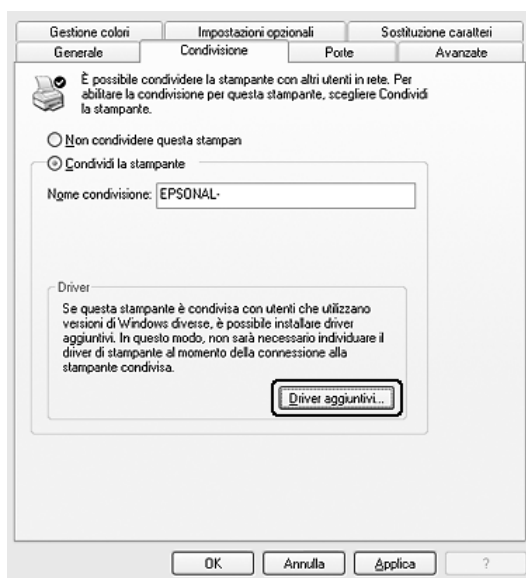 Gestione colori Impostazioni opzionali Sostituzione caratteri
Generale Condivisione Porte Avanzate
È possibile condividere la stampante con altri utenti in rete. Per
abilitare la condivisione per questa stampante, scegliere Condividi
la stampante.
Non condividere questa stampan
Condividi la stampante
Nome condivisione: EPSONAL-
Driver
Se questa stampante è condivisa con utenti che utilizzano
versioni di Windows diverse, è possibile installare driver
aggiuntivi. In questo modo, non sarà necessario individuare il
driver di stampante al momento della connessione alla
stampante condivisa.
Driver aggiuntivi...
OK Annulla Applica ?